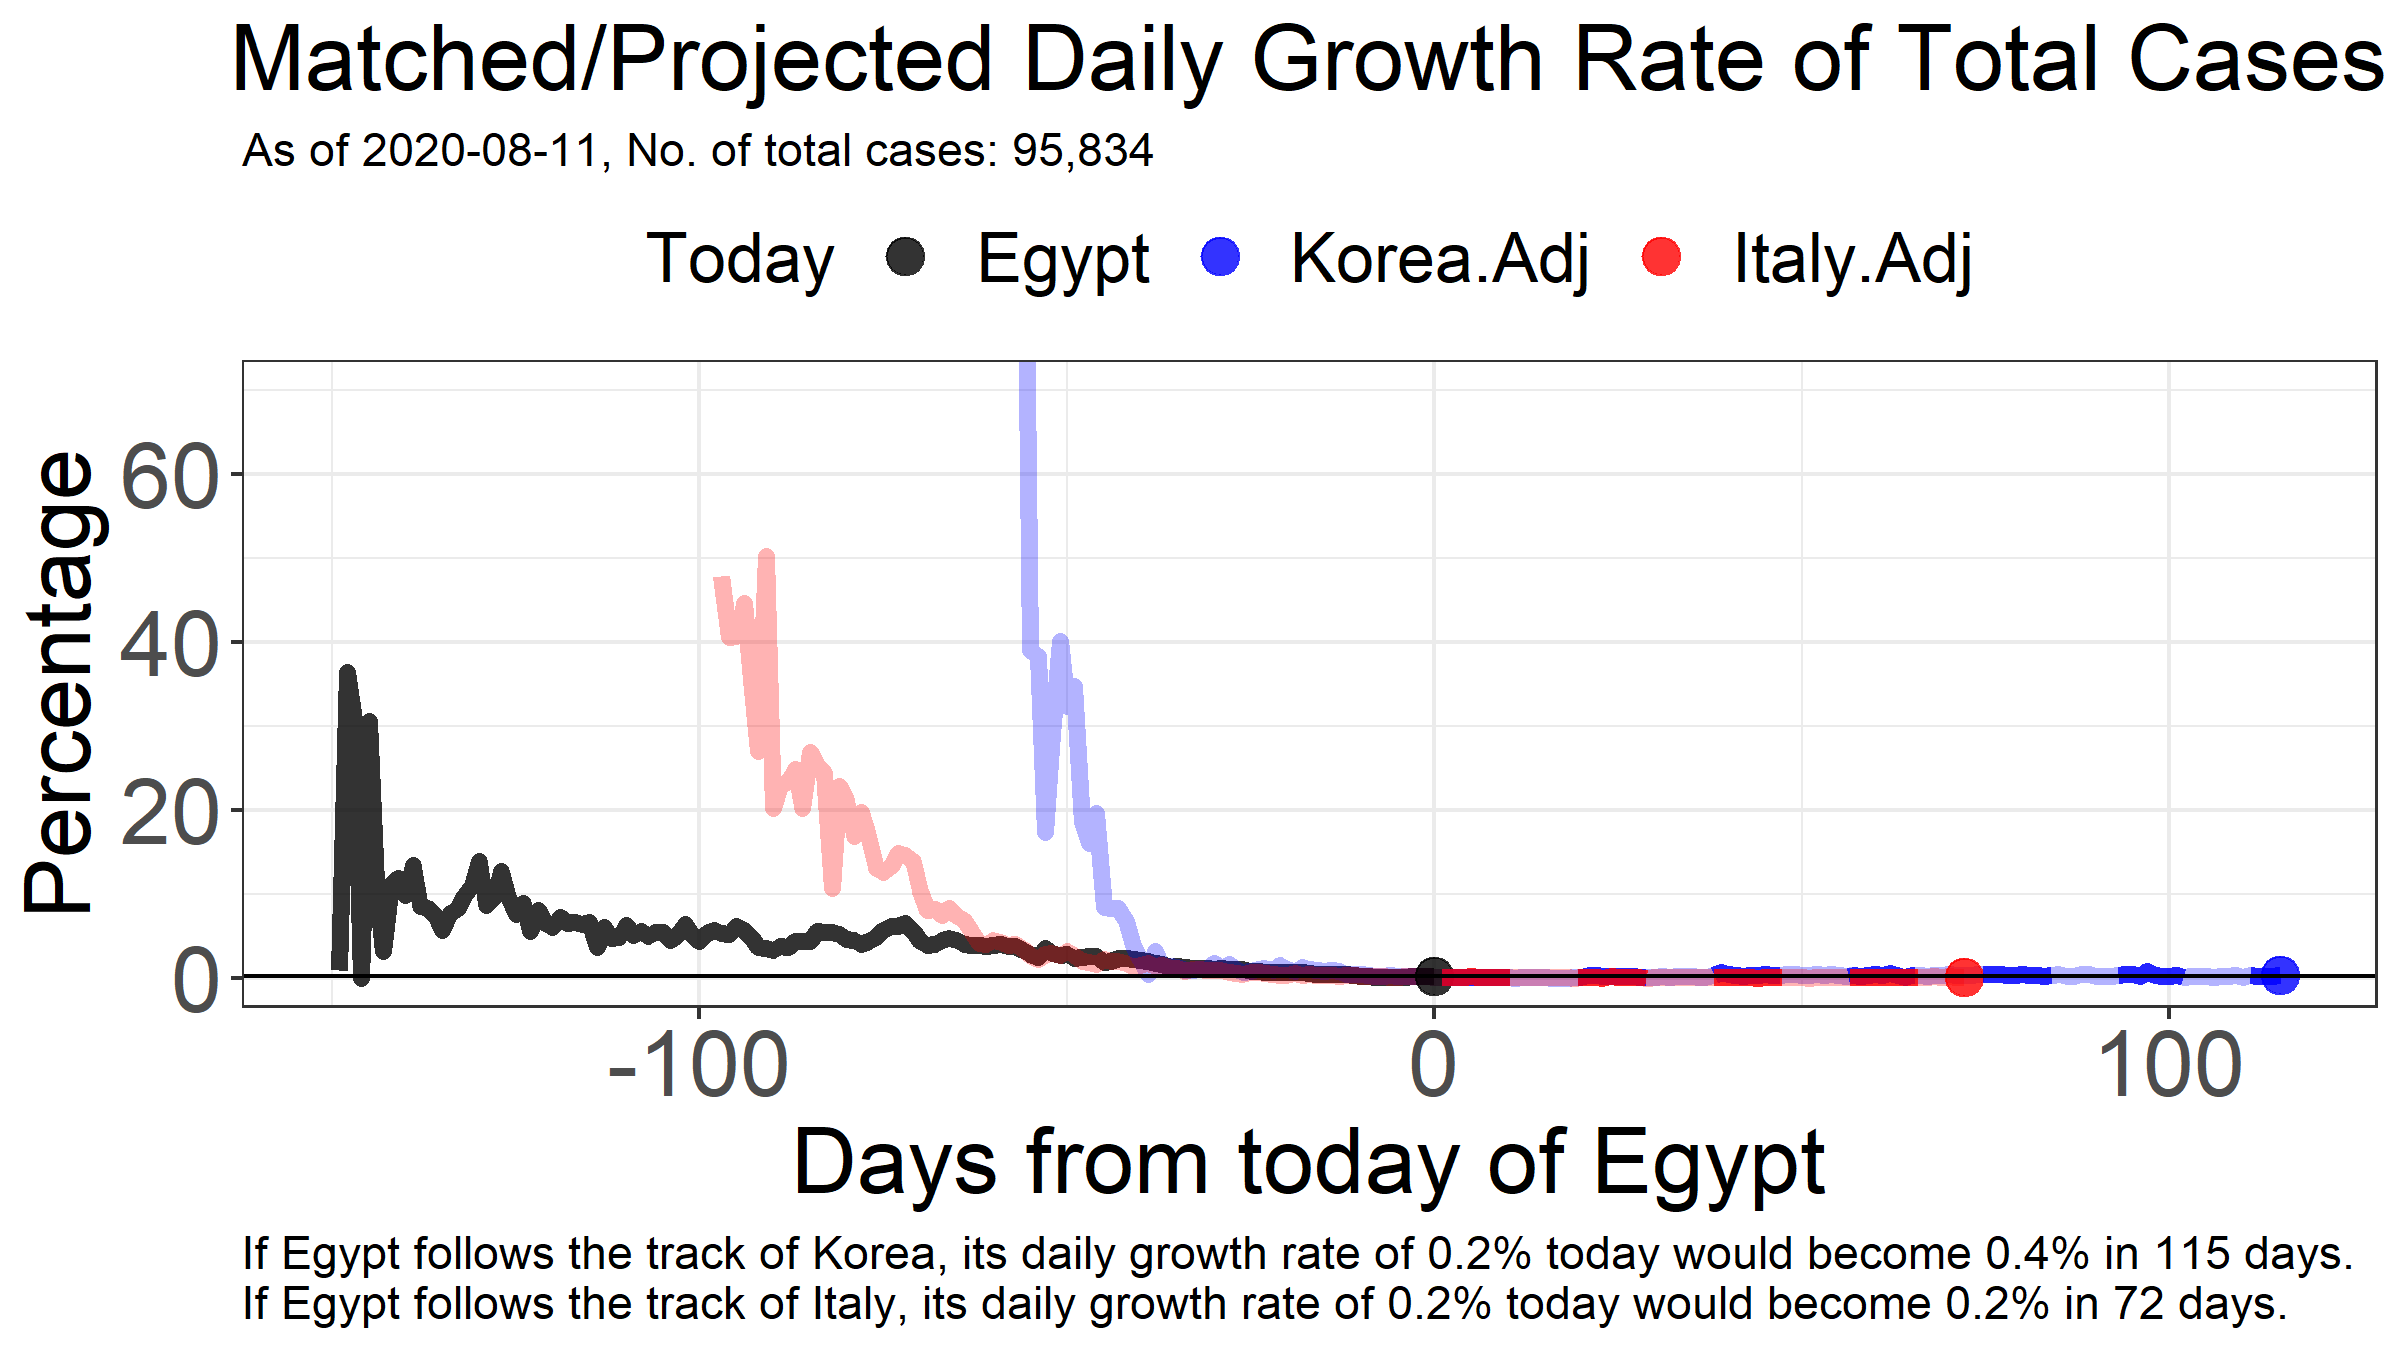 Matched/Projected Daily Growth Rate of Total Cases
As of 2020-08-11, No. of total cases: 95,834
Today Egypt Korea.Adj Italy.Adj
Percentage
60
40
20
0
-100 0 100
Days from today of Egypt
If Egypt follows the track of Korea, its daily growth rate of 0.2% today would become 0.4% in 115 days.
If Egypt follows the track of Italy, its daily growth rate of 0.2% today would become 0.2% in 72 days.